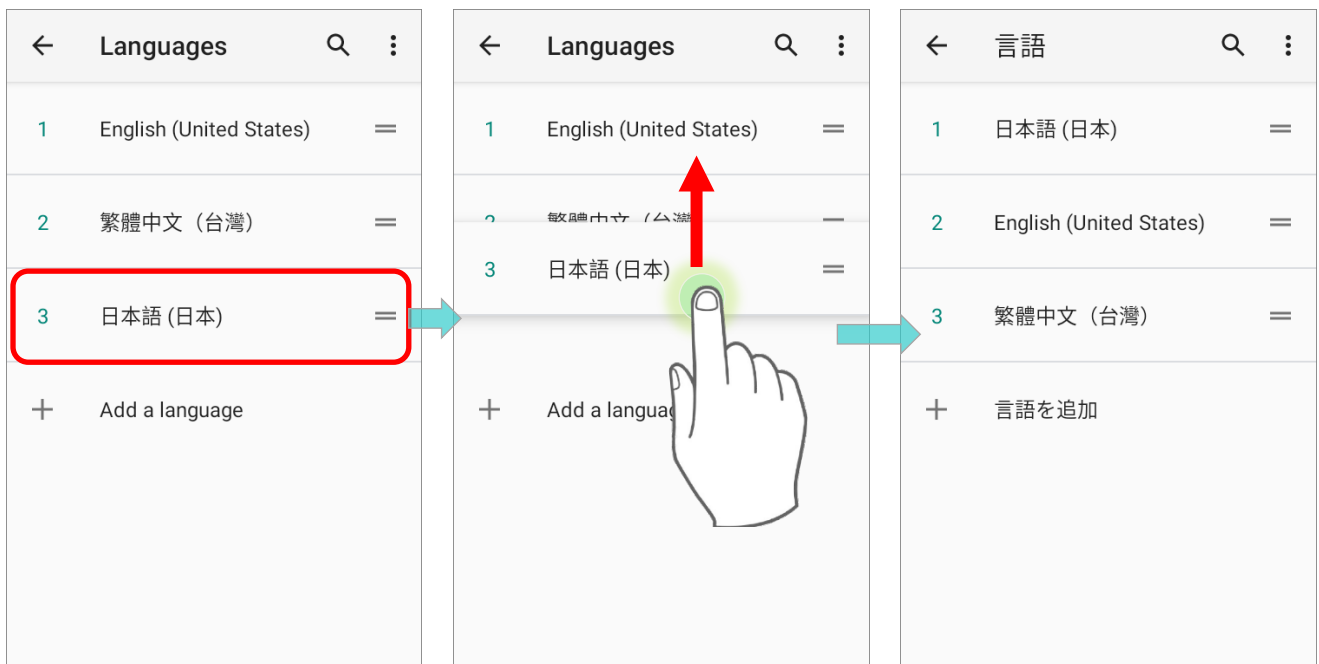 Languages
1 English (United States)
2 繁體中文（台灣）
3 日本語 (日本)
Add a language
Languages
1 English (United States)
3 日本語 (日本)
Add a
言語
1 日本語 (日本)
2 English (United States)
3 繁體中文（台灣）
言語を追加